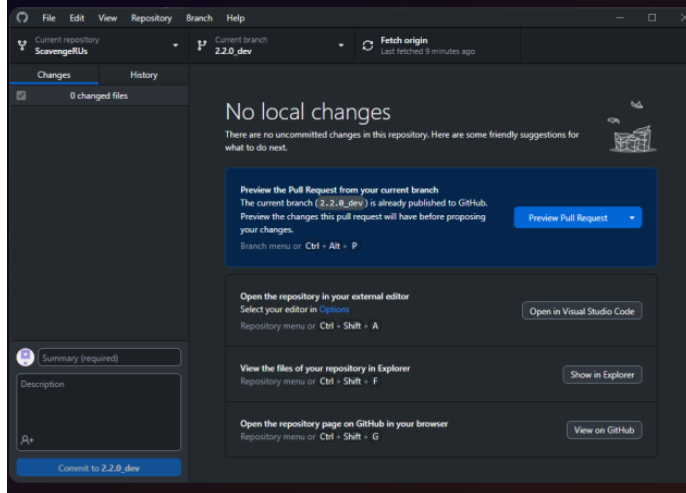 File Edit View Repository Branch Help
Current repository
ScavengeRUs
Current branch
2.2.0_dev
Fetch origin
Last fetched 9 minutes ago
Changes History
0 changed files
No local changes
There are no uncommitted changes in this repository. Here are some friendly suggestions for
what to do next.
Preview the Pull Request from your current branch
The current branch (2.2.0_dev) is already published to GitHub.
Preview the changes this pull request will have before proposing
your changes.
Branch menu or Ctrl + Alt + P
Preview Pull Request
Open the repository in your external editor
Select your editor in Options
Repository menu or Ctrl + Shift + A
Open in Visual Studio Code
View the files of your repository in Explorer
Repository menu or Ctrl + Shift + F
Show in Explorer
Open the repository page on GitHub in your browser
Repository menu or Ctrl + Shift + G
View on GitHub
Summary (required)
Description
Commit to 2.2.0_dev